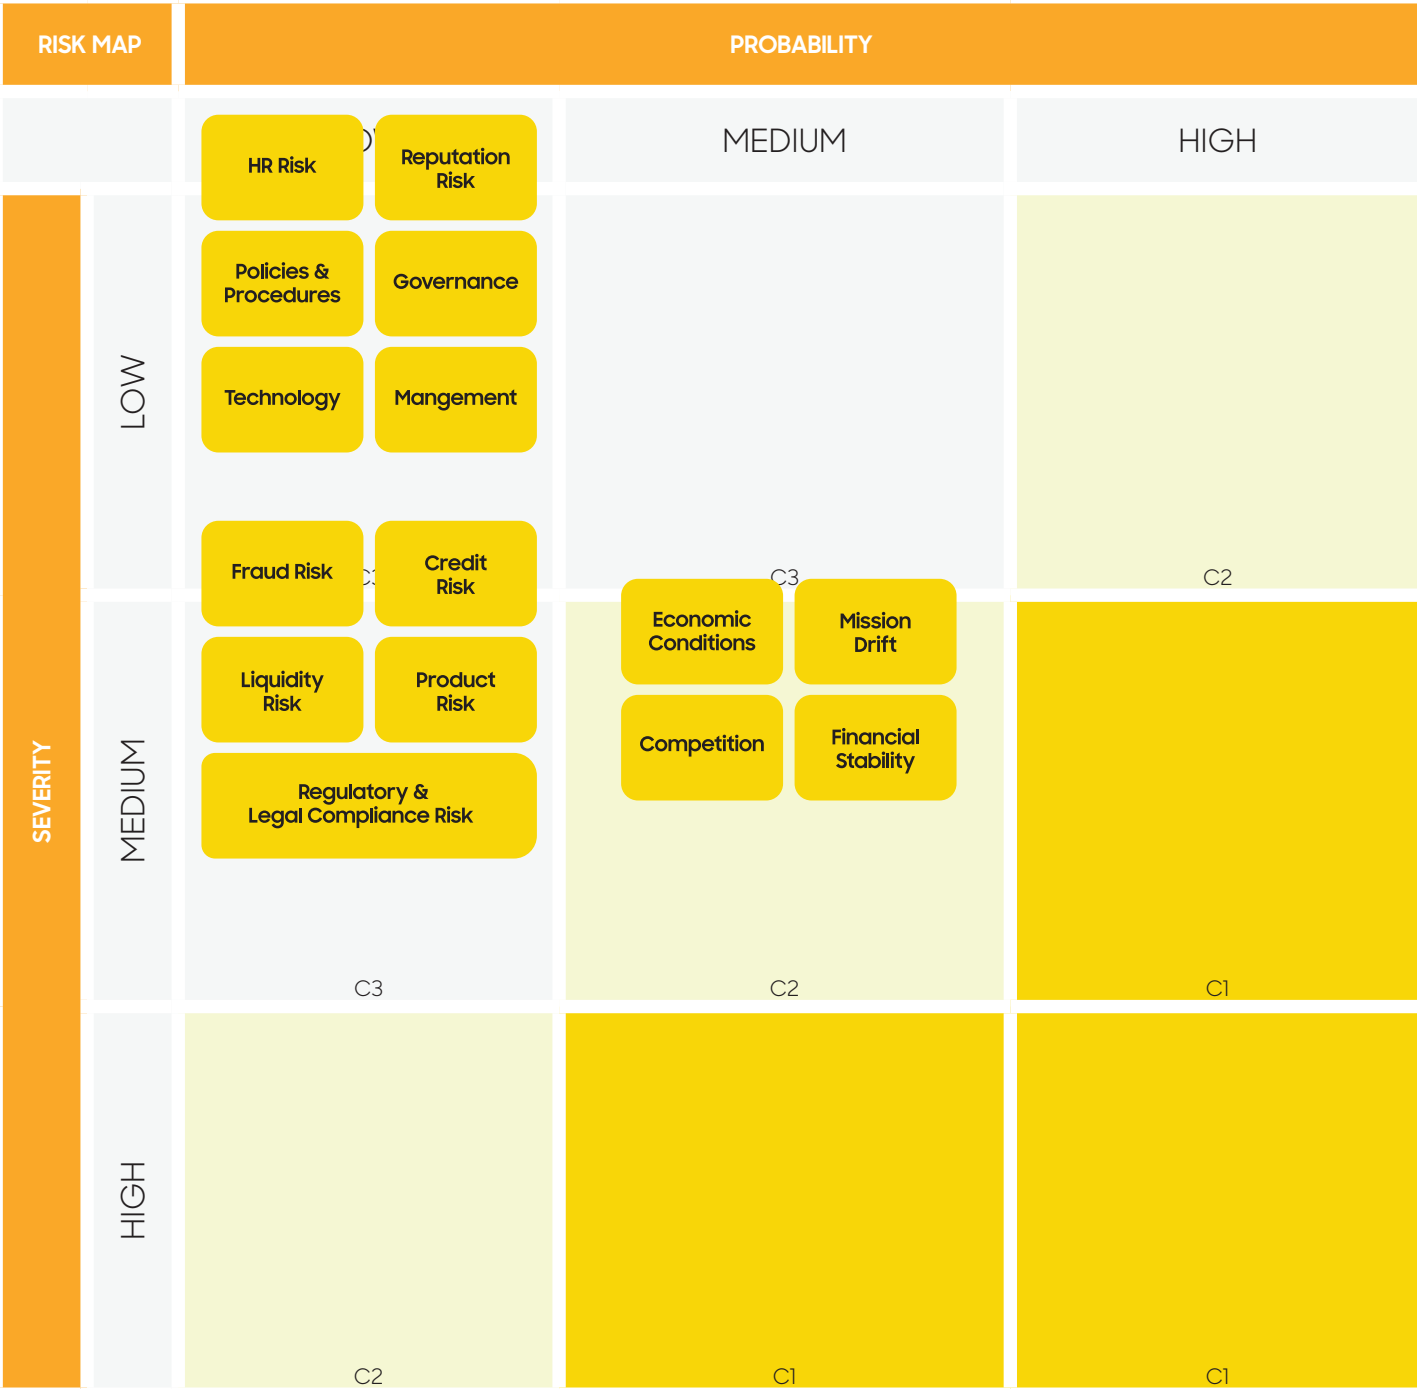 RISK MAP
PROBABILITY
MEDIUM
HIGH
HR Risk
Reputation
Risk
Policies &
Procedures
Governance
Technology
Mangement
LOW
Fraud Risk
Credit
Risk
C3
C2
Economic
Conditions
Mission
Drift
Liquidity
Risk
Product
Risk
Competition
Financial
Stability
Regulatory &
Legal Compliance Risk
SEVERITY
MEDIUM
C3
C2
C1
HIGH
C2
C1
C1